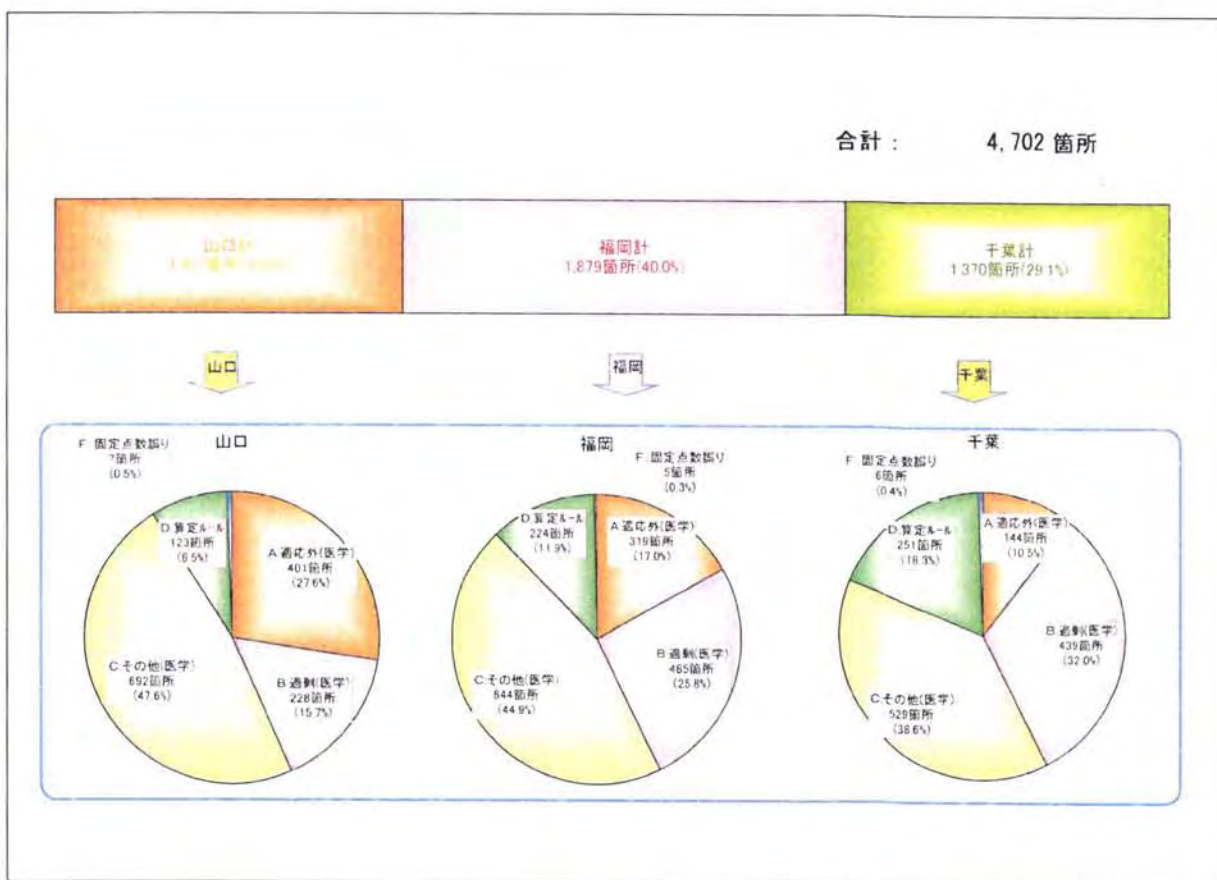 合計： 4,702 箇所
山口計
福岡計
1,879箇所(40.0%)
千葉計
1,370箇所(29.1%)
山口
福岡
千葉
山口
F 固定点数誤り
7箇所
(0.5%)
D 算定ルール
123箇所
(8.5%)
A 適応外(医学)
401箇所
(27.6%)
B 過剰(医学)
228箇所
(15.7%)
C.その他(医学)
692箇所
(47.6%)
福岡
F.固定点数誤り
5箇所
(0.3%)
D 算定ルール
224箇所
(11.9%)
A 適応外(医学)
319箇所
(17.0%)
B 過剰(医学)
(25.8%)
C.その他(医学)
844箇所
(44.9%)
千葉
F 固定点数誤り
6箇所
(0.4%)
D.算定ルール
251箇所
(18.3%)
A 適応外(医学)
144箇所
(10.5%)
B 過剰(医学)
439箇所
(32.0%)
C.その他(医学)
529箇所
(38.6%)